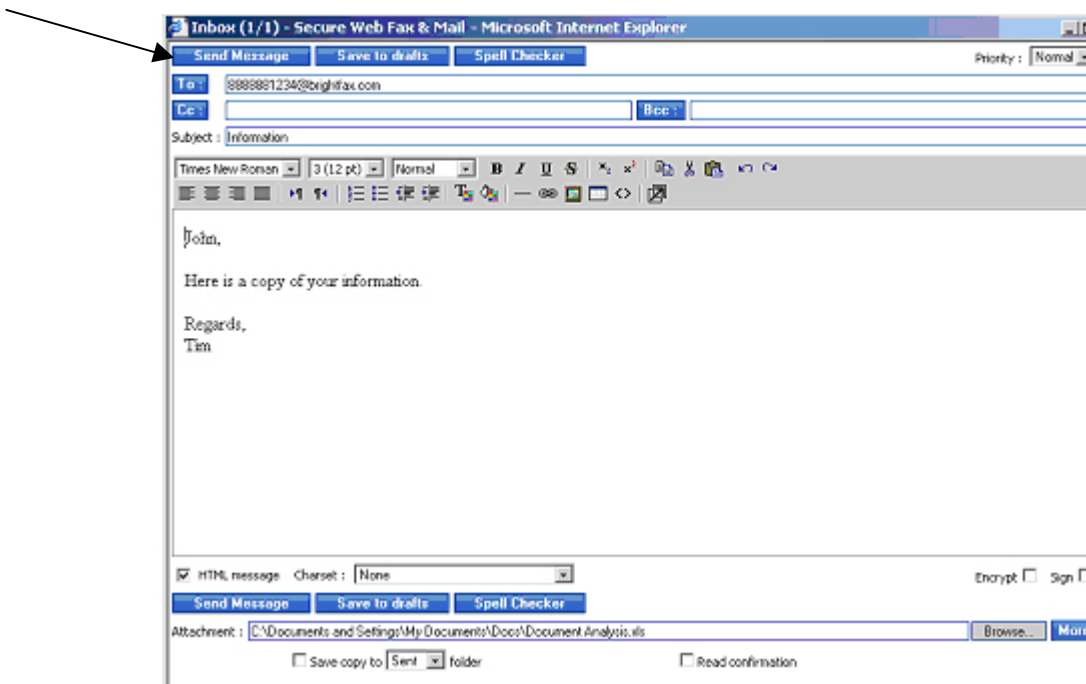 Inbox (1/1) - Secure Web Fax & Mail - Microsoft Internet Explorer
Send Message Save to drafts Spell Checker Priority : Normal
To : 8888881234@brightfax.com
Cc : Bcc :
Subject : Information
Times New Roman 3 (12 pt) Normal B I U S
John,
Here is a copy of your information.
Regards,
Tim
HTML message Charset : None Encrypt Sign
Send Message Save to drafts Spell Checker
Attachment : C:\Documents and Settings\My Documents\Docs\Document Analysis.xls Browse... More
Save copy to Sent folder Read confirmation